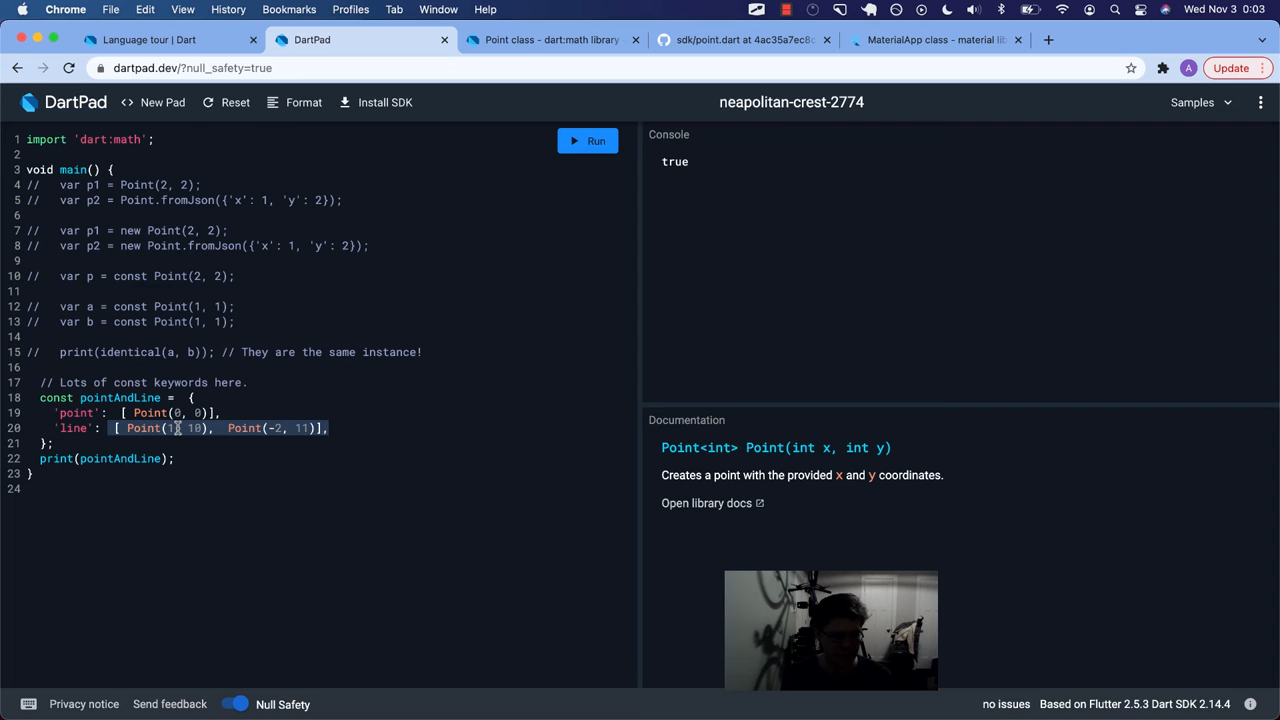 Chrome File Edit View History Bookmarks Profiles Tab Window Help Wed Nov 3 0:03
Language tour | Dart
DartPad
Point class - dart:math library
sdk/point.dart at 4ac35a7ec8c
MaterialApp class - material lib
dartpad.dev/?null_safety=true
A
Update
DartPad
<> New Pad
Reset
Format
Install SDK
neapolitan-crest-2774
Samples
1 import 'dart:math';
2
3 void main() {
4 // var p1 = Point(2, 2);
5 // var p2 = Point.fromJson({'x': 1, 'y': 2});
6
7 // var p1 = new Point(2, 2);
8 // var p2 = new Point.fromJson({'x': 1, 'y': 2});
9
10 // var p = const Point(2, 2);
11
12 // var a = const Point(1, 1);
13 // var b = const Point(1, 1);
14
15 // print(identical(a, b)); // They are the same instance!
16
17 // Lots of const keywords here.
18 const pointAndLine = {
19 'point': [ Point(0, 0)],
20 'line': [ Point(1, 10), Point(-2, 11)],
21 };
22 print(pointAndLine);
23 }
24
Run
Console
true
Documentation
Point<int> Point(int x, int y)
Creates a point with the provided x and y coordinates.
Open library docs
Privacy notice
Send feedback
Null Safety
no issues
Based on Flutter 2.5.3 Dart SDK 2.14.4